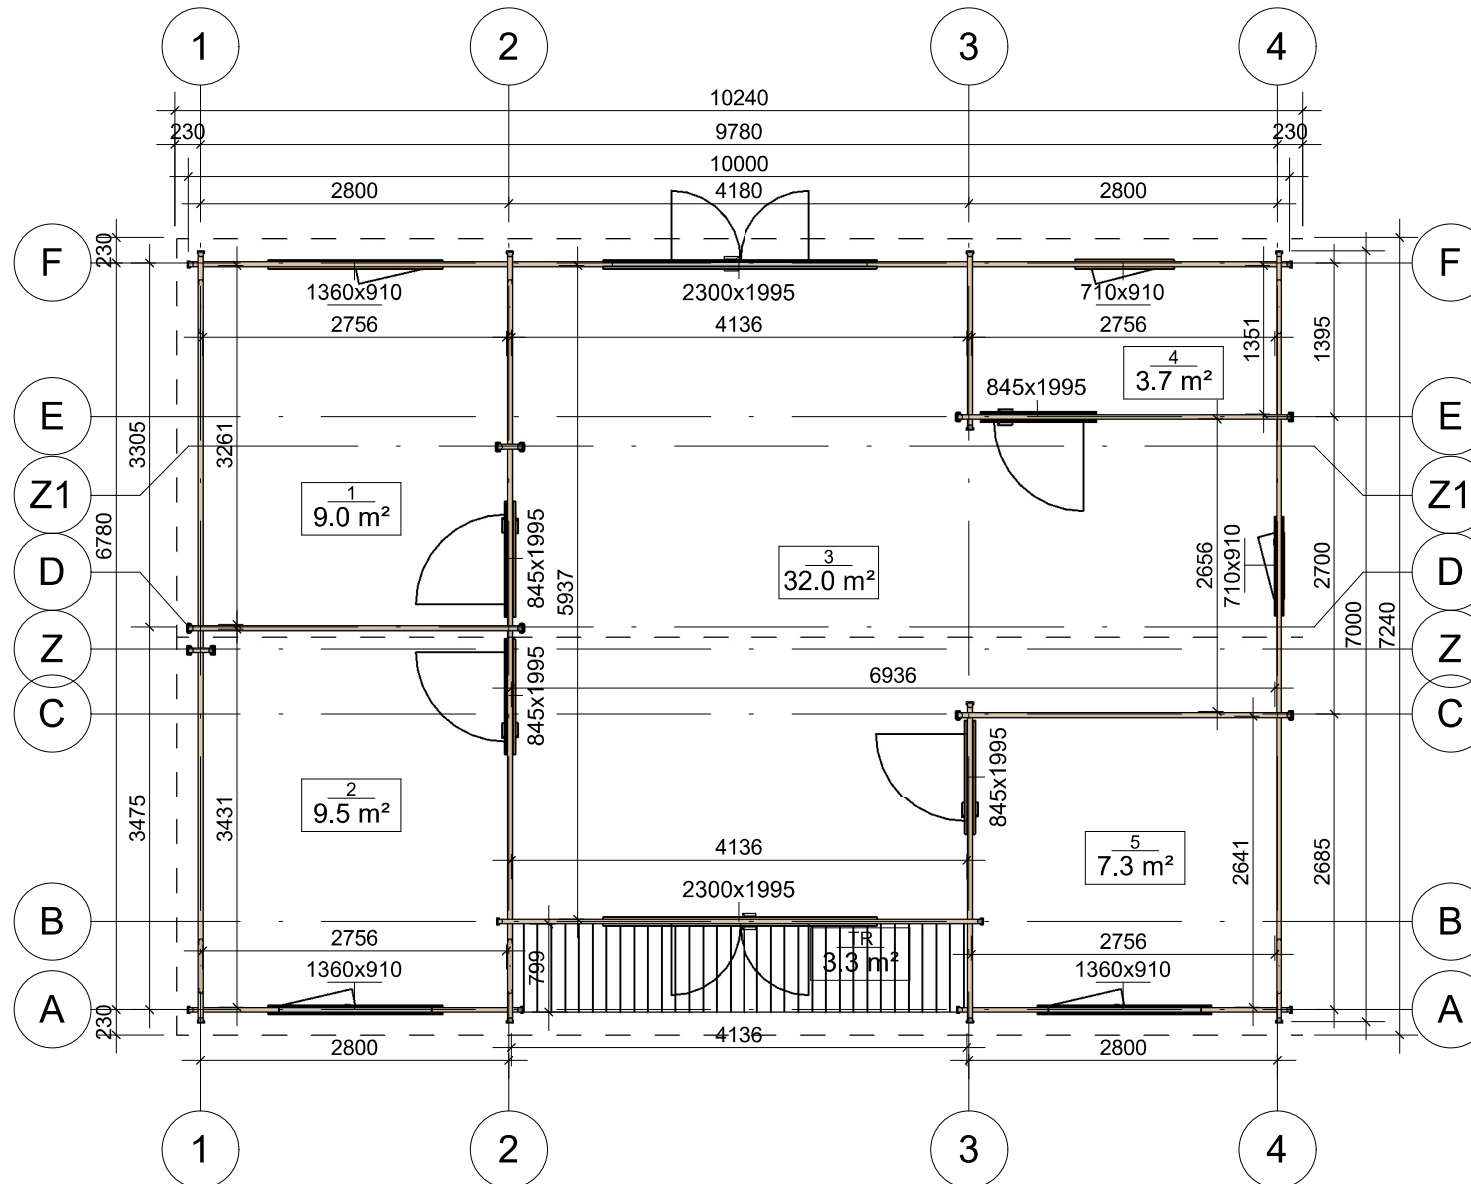 1 2 3 4
10240
230 9780 230
10000
2800 4180 2800
F 230 F
1360x910 2300x1995 710x910
2756 4136 2756
1351 1395
4
3.7 m²
845x1995
E E
3305 3261
Z1 Z1
1
9.0 m²
845x1995
6780
D D
3
32.0 m²
5937
2656 710x910 2700
7000 7240
Z Z
845x1995
6936
C C
845x1995
2
9.5 m²
3475 3431
5
7.3 m²
2641 2685
4136
2300x1995
B B
TR
3.3 m²
2756 799 2756
1360x910 1360x910
A 230 A
2800 4136 2800
1 2 3 4